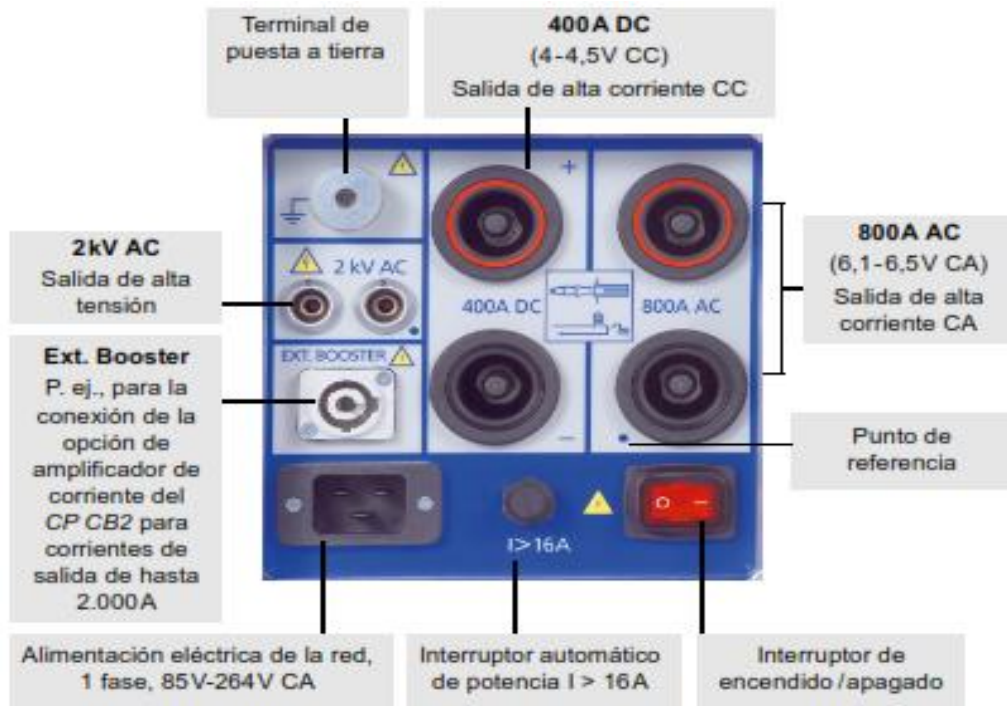 Terminal de
puesta a tierra
400A DC
(4-4,5V CC)
Salida de alta corriente CC
2kV AC
Salida de alta
tensión
Ext. Booster
P. ej., para la
conexión de la
opción de
amplificador de
corriente del
CP CB2 para
corrientes de
salida de hasta
2.000A
+
2 kV AC
400A DC
800A AC
EXT. BOOSTER
−
I>16A
O –
800A AC
(6,1-6,5V CA)
Salida de alta
corriente CA
Punto de
referencia
Alimentación eléctrica de la red,
1 fase, 85V-264V CA
Interruptor automático
de potencia I > 16A
Interruptor de
encendido/apagado